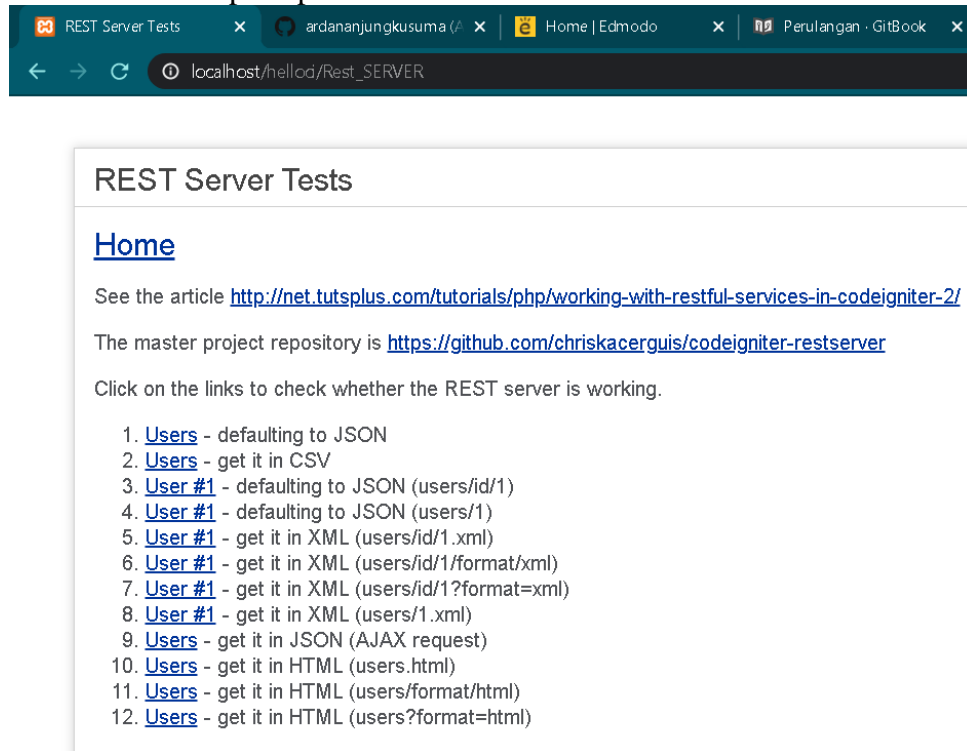 REST Server Tests
ardananjungkusuma (A
Home | Edmodo
Perulangan · GitBook
localhost/helloci/Rest_SERVER
REST Server Tests
Home
See the article http://net.tutsplus.com/tutorials/php/working-with-restful-services-in-codeigniter-2/
The master project repository is https://github.com/chriskacerguis/codeigniter-restserver
Click on the links to check whether the REST server is working.
1. Users - defaulting to JSON
2. Users - get it in CSV
3. User #1 - defaulting to JSON (users/id/1)
4. User #1 - defaulting to JSON (users/1)
5. User #1 - get it in XML (users/id/1.xml)
6. User #1 - get it in XML (users/id/1/format/xml)
7. User #1 - get it in XML (users/id/1?format=xml)
8. User #1 - get it in XML (users/1.xml)
9. Users - get it in JSON (AJAX request)
10. Users - get it in HTML (users.html)
11. Users - get it in HTML (users/format/html)
12. Users - get it in HTML (users?format=html)